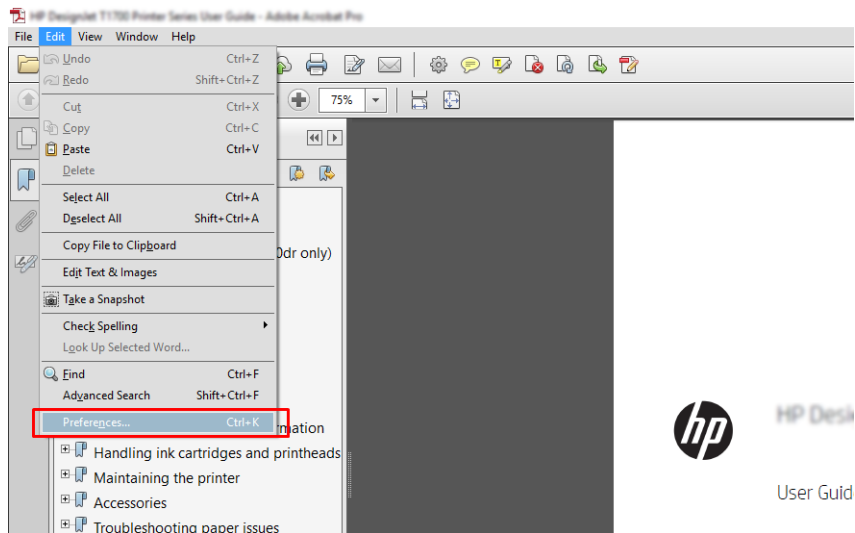 HP DesignJet T1700 Printer Series User Guide - Adobe Acrobat Pro
File Edit View Window Help
Undo Ctrl+Z
Redo Shift+Ctrl+Z
75%
Cut Ctrl+X
Copy Ctrl+C
Paste Ctrl+V
Delete
Select All Ctrl+A
Deselect All Shift+Ctrl+A
Copy File to Clipboard
0dr only)
Edit Text & Images
Take a Snapshot
Check Spelling
Look Up Selected Word...
Find Ctrl+F
Advanced Search Shift+Ctrl+F
Preferences... Ctrl+K
rmation
hp
HP Desi
Handling ink cartridges and printheads
Maintaining the printer
Accessories
User Guid
Troubleshooting paper issues